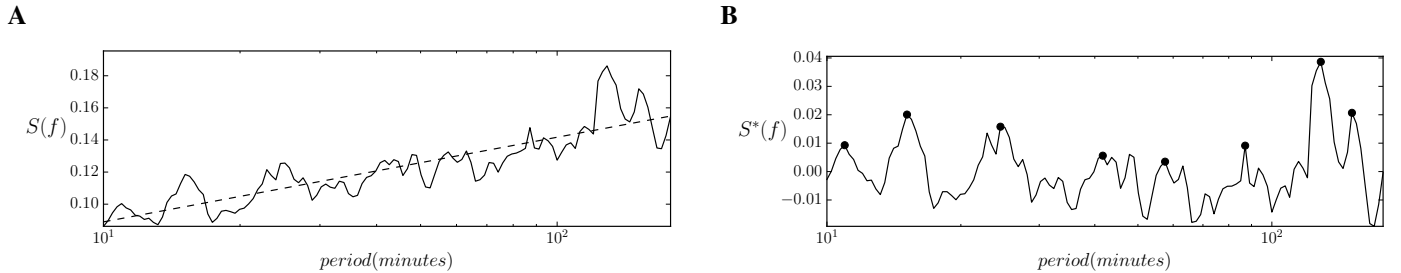 A
B
S(f)
0.18
0.16
0.14
0.12
0.10
10¹
10²
period(minutes)
S*(f)
0.04
0.03
0.02
0.01
0.00
−0.01
10¹
10²
period(minutes)